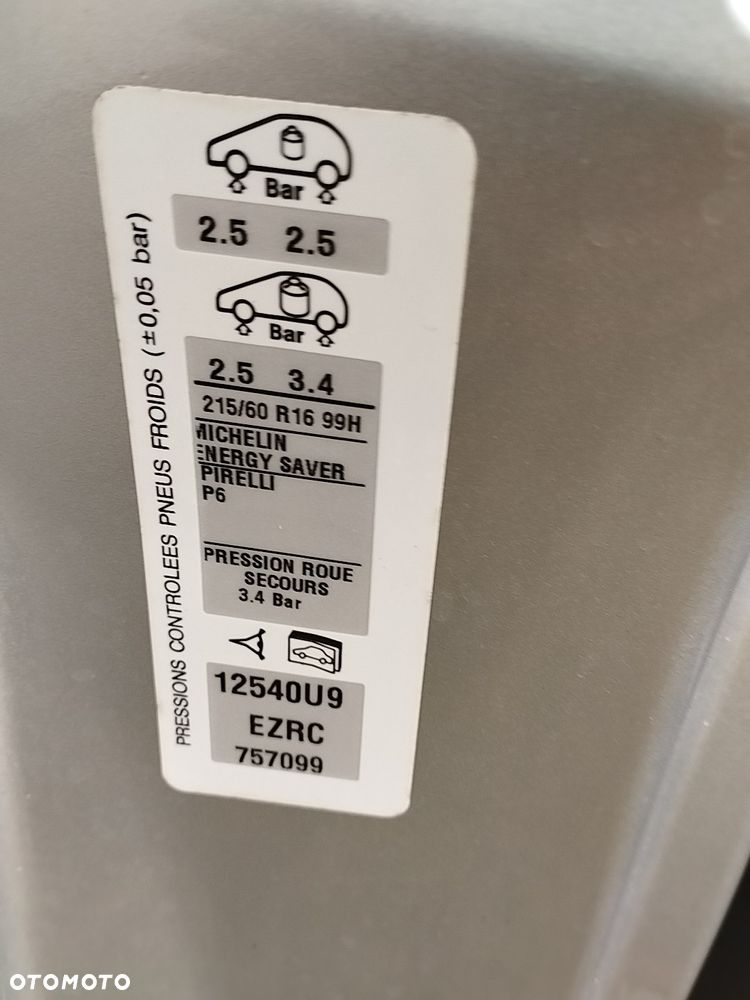 Bar
2.5 2.5
Bar
2.5 3.4
215/60 R16 99H
MICHELIN
ENERGY SAVER
PIRELLI
P6
PRESSION ROUE
SECOURS
3.4 Bar
12540U9
EZRC
757099
PRESSIONS CONTROLEES PNEUS FROIDS (±0,05 bar)
OTOMOTO